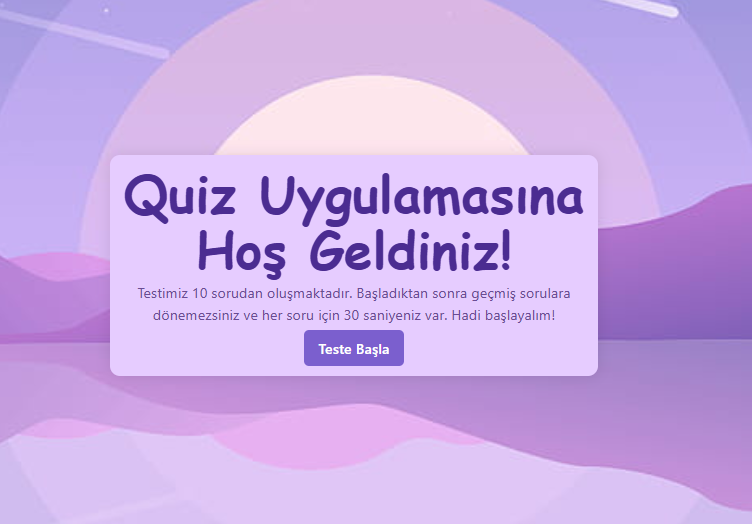 Quiz Uygulamasına
Hoş Geldiniz!
Testimiz 10 sorudan oluşmaktadır. Başladıktan sonra geçmiş sorulara
dönemezsiniz ve her soru için 30 saniyeniz var. Hadi başlayalım!
Teste Başla